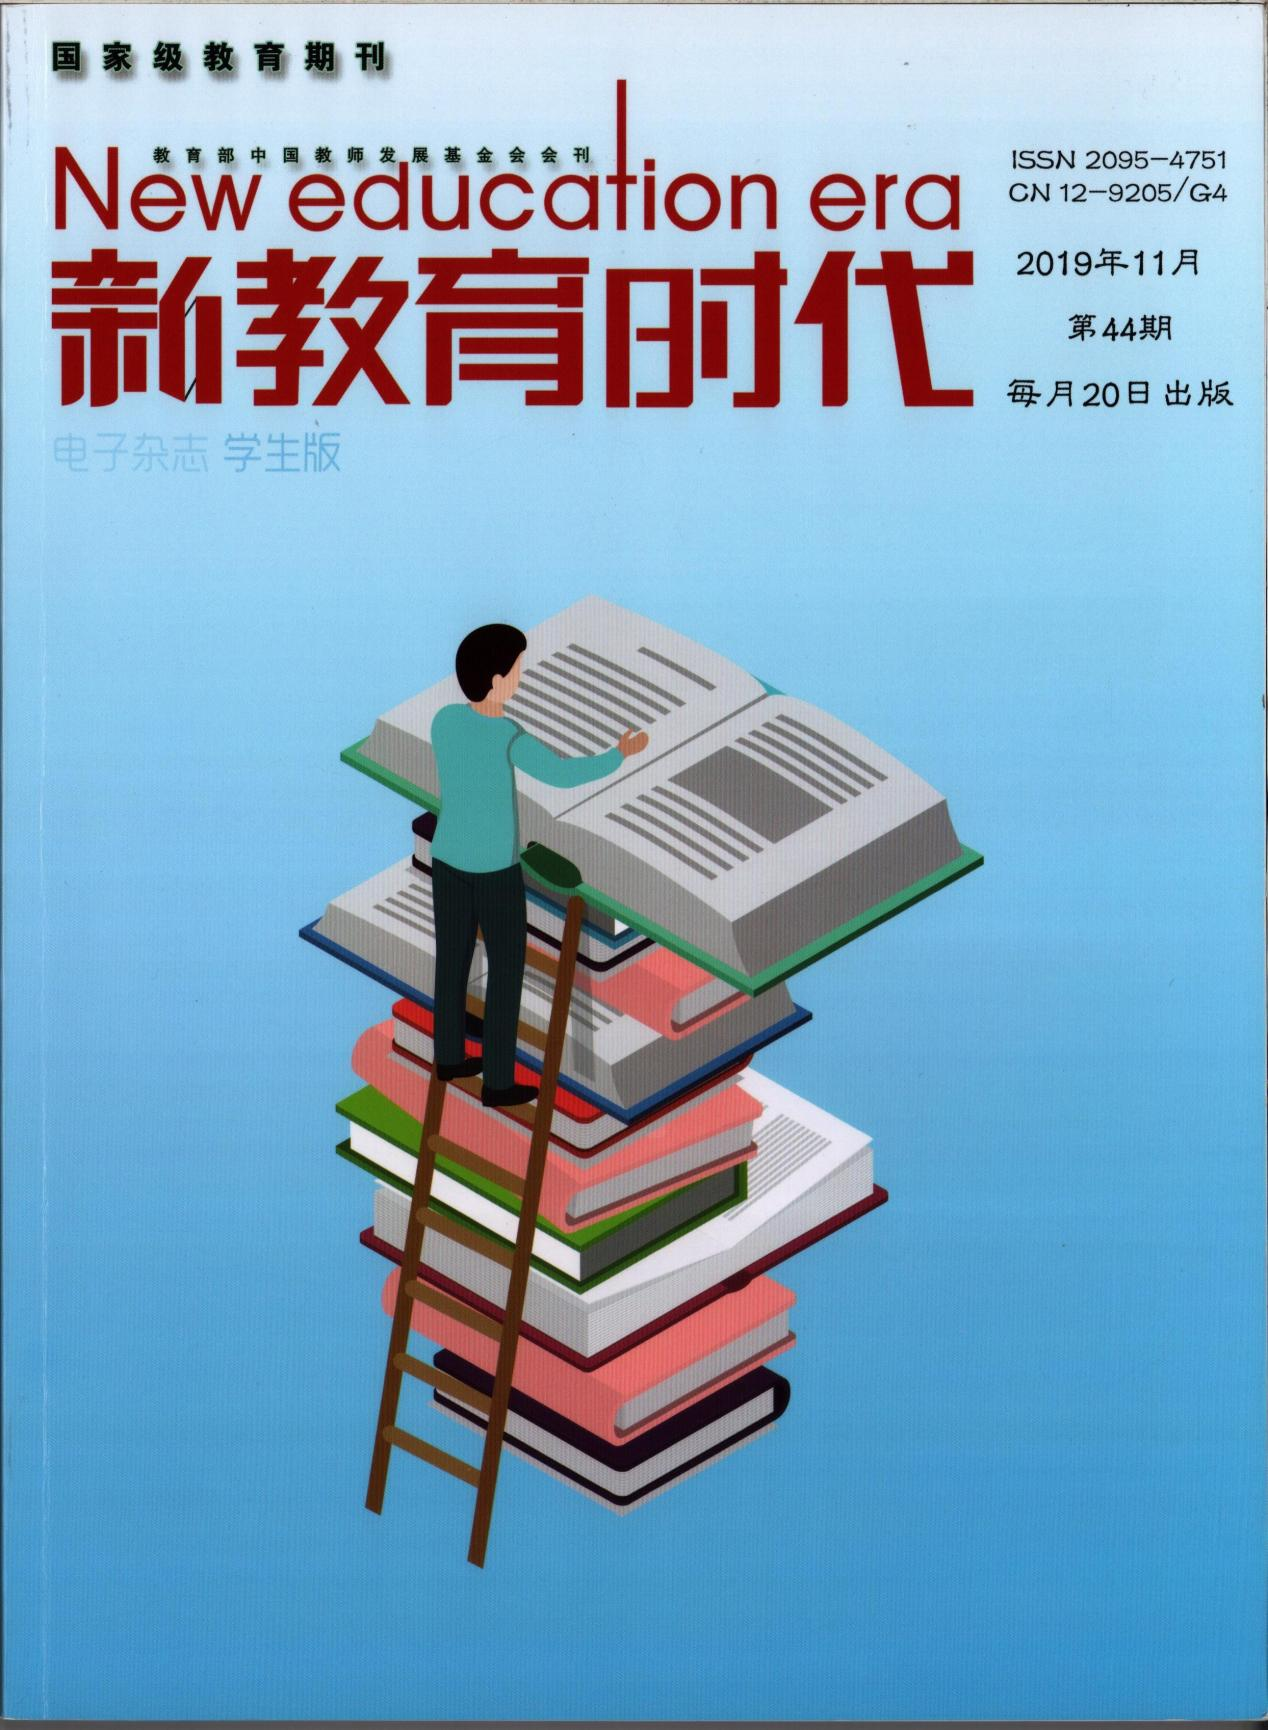 国家级教育期刊
教育部中国教师发展基金会会刊
New education era
新教育时代
电子杂志 学生版
ISSN 2095-4751
CN 12-9205/G4
2019年11月
第44期
每月20日出版